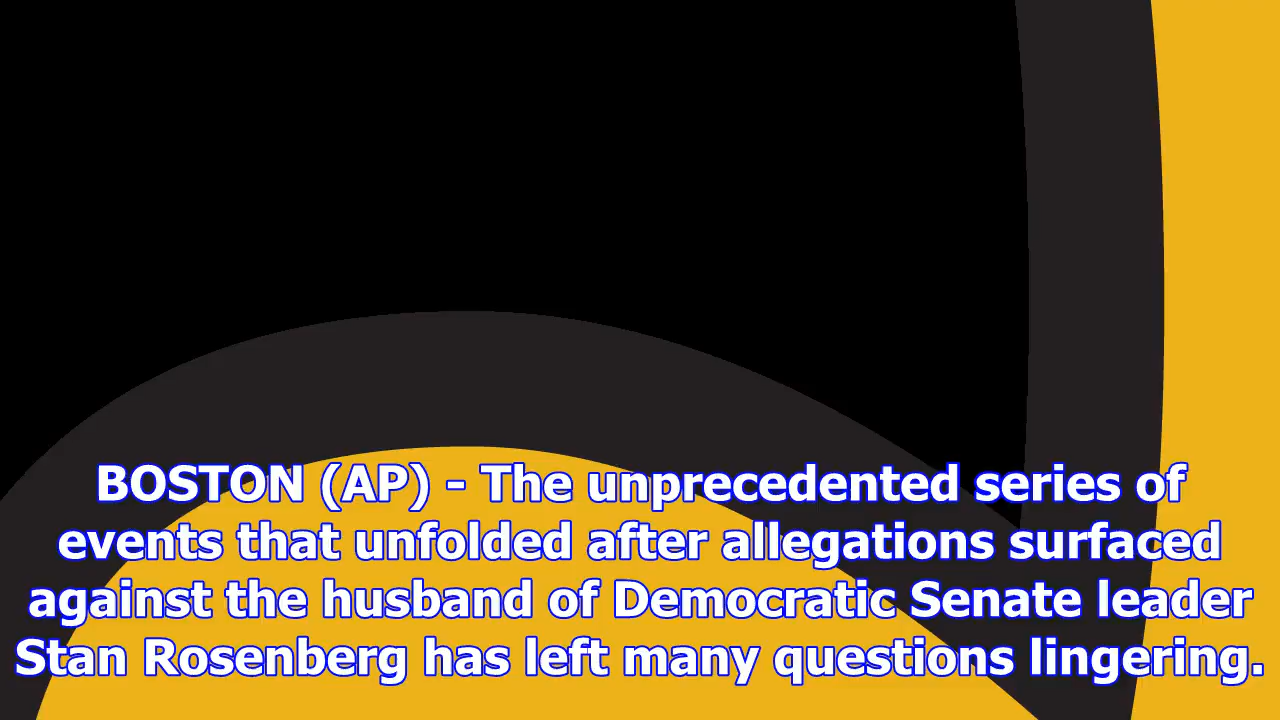 BOSTON (AP) - The unprecedented series of
events that unfolded after allegations surfaced
against the husband of Democratic Senate leader
Stan Rosenberg has left many questions lingering.